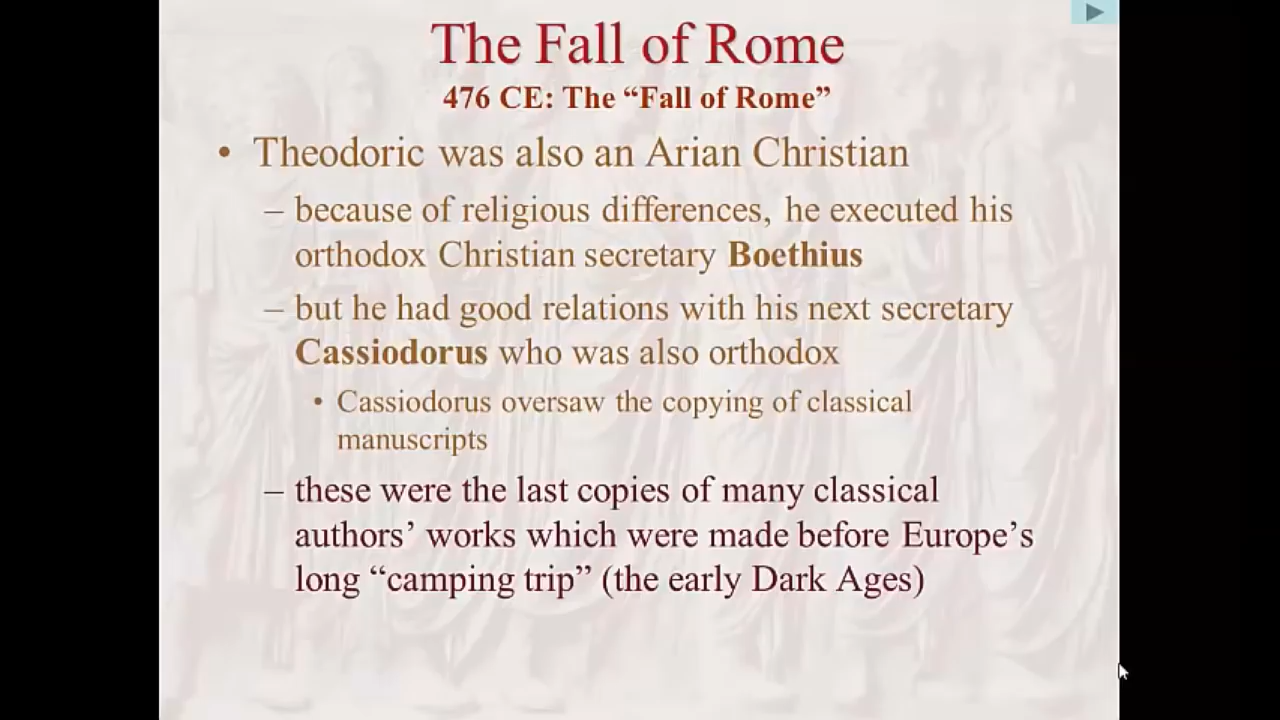 The Fall of Rome
476 CE: The “Fall of Rome”
• Theodoric was also an Arian Christian
– because of religious differences, he executed his
orthodox Christian secretary Boethius
– but he had good relations with his next secretary
Cassiodorus who was also orthodox
• Cassiodorus oversaw the copying of classical
manuscripts
– these were the last copies of many classical
authors’ works which were made before Europe’s
long “camping trip” (the early Dark Ages)